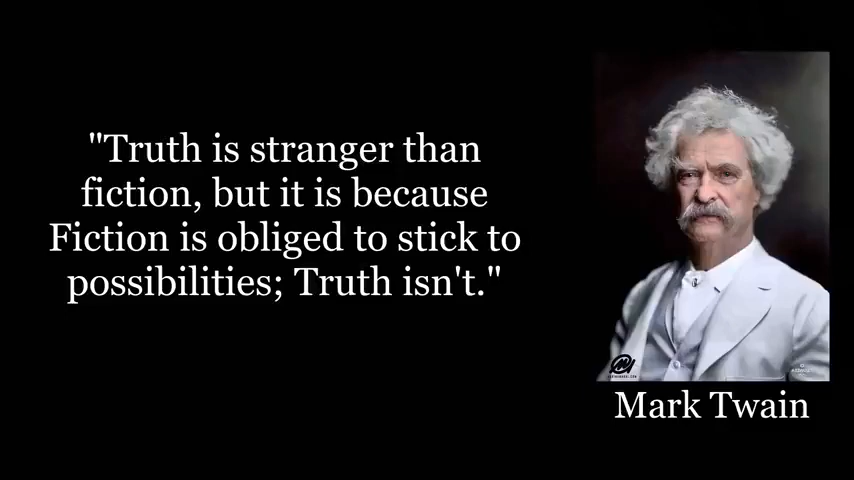 "Truth is stranger than
fiction, but it is because
Fiction is obliged to stick to
possibilities; Truth isn't."
Mark Twain